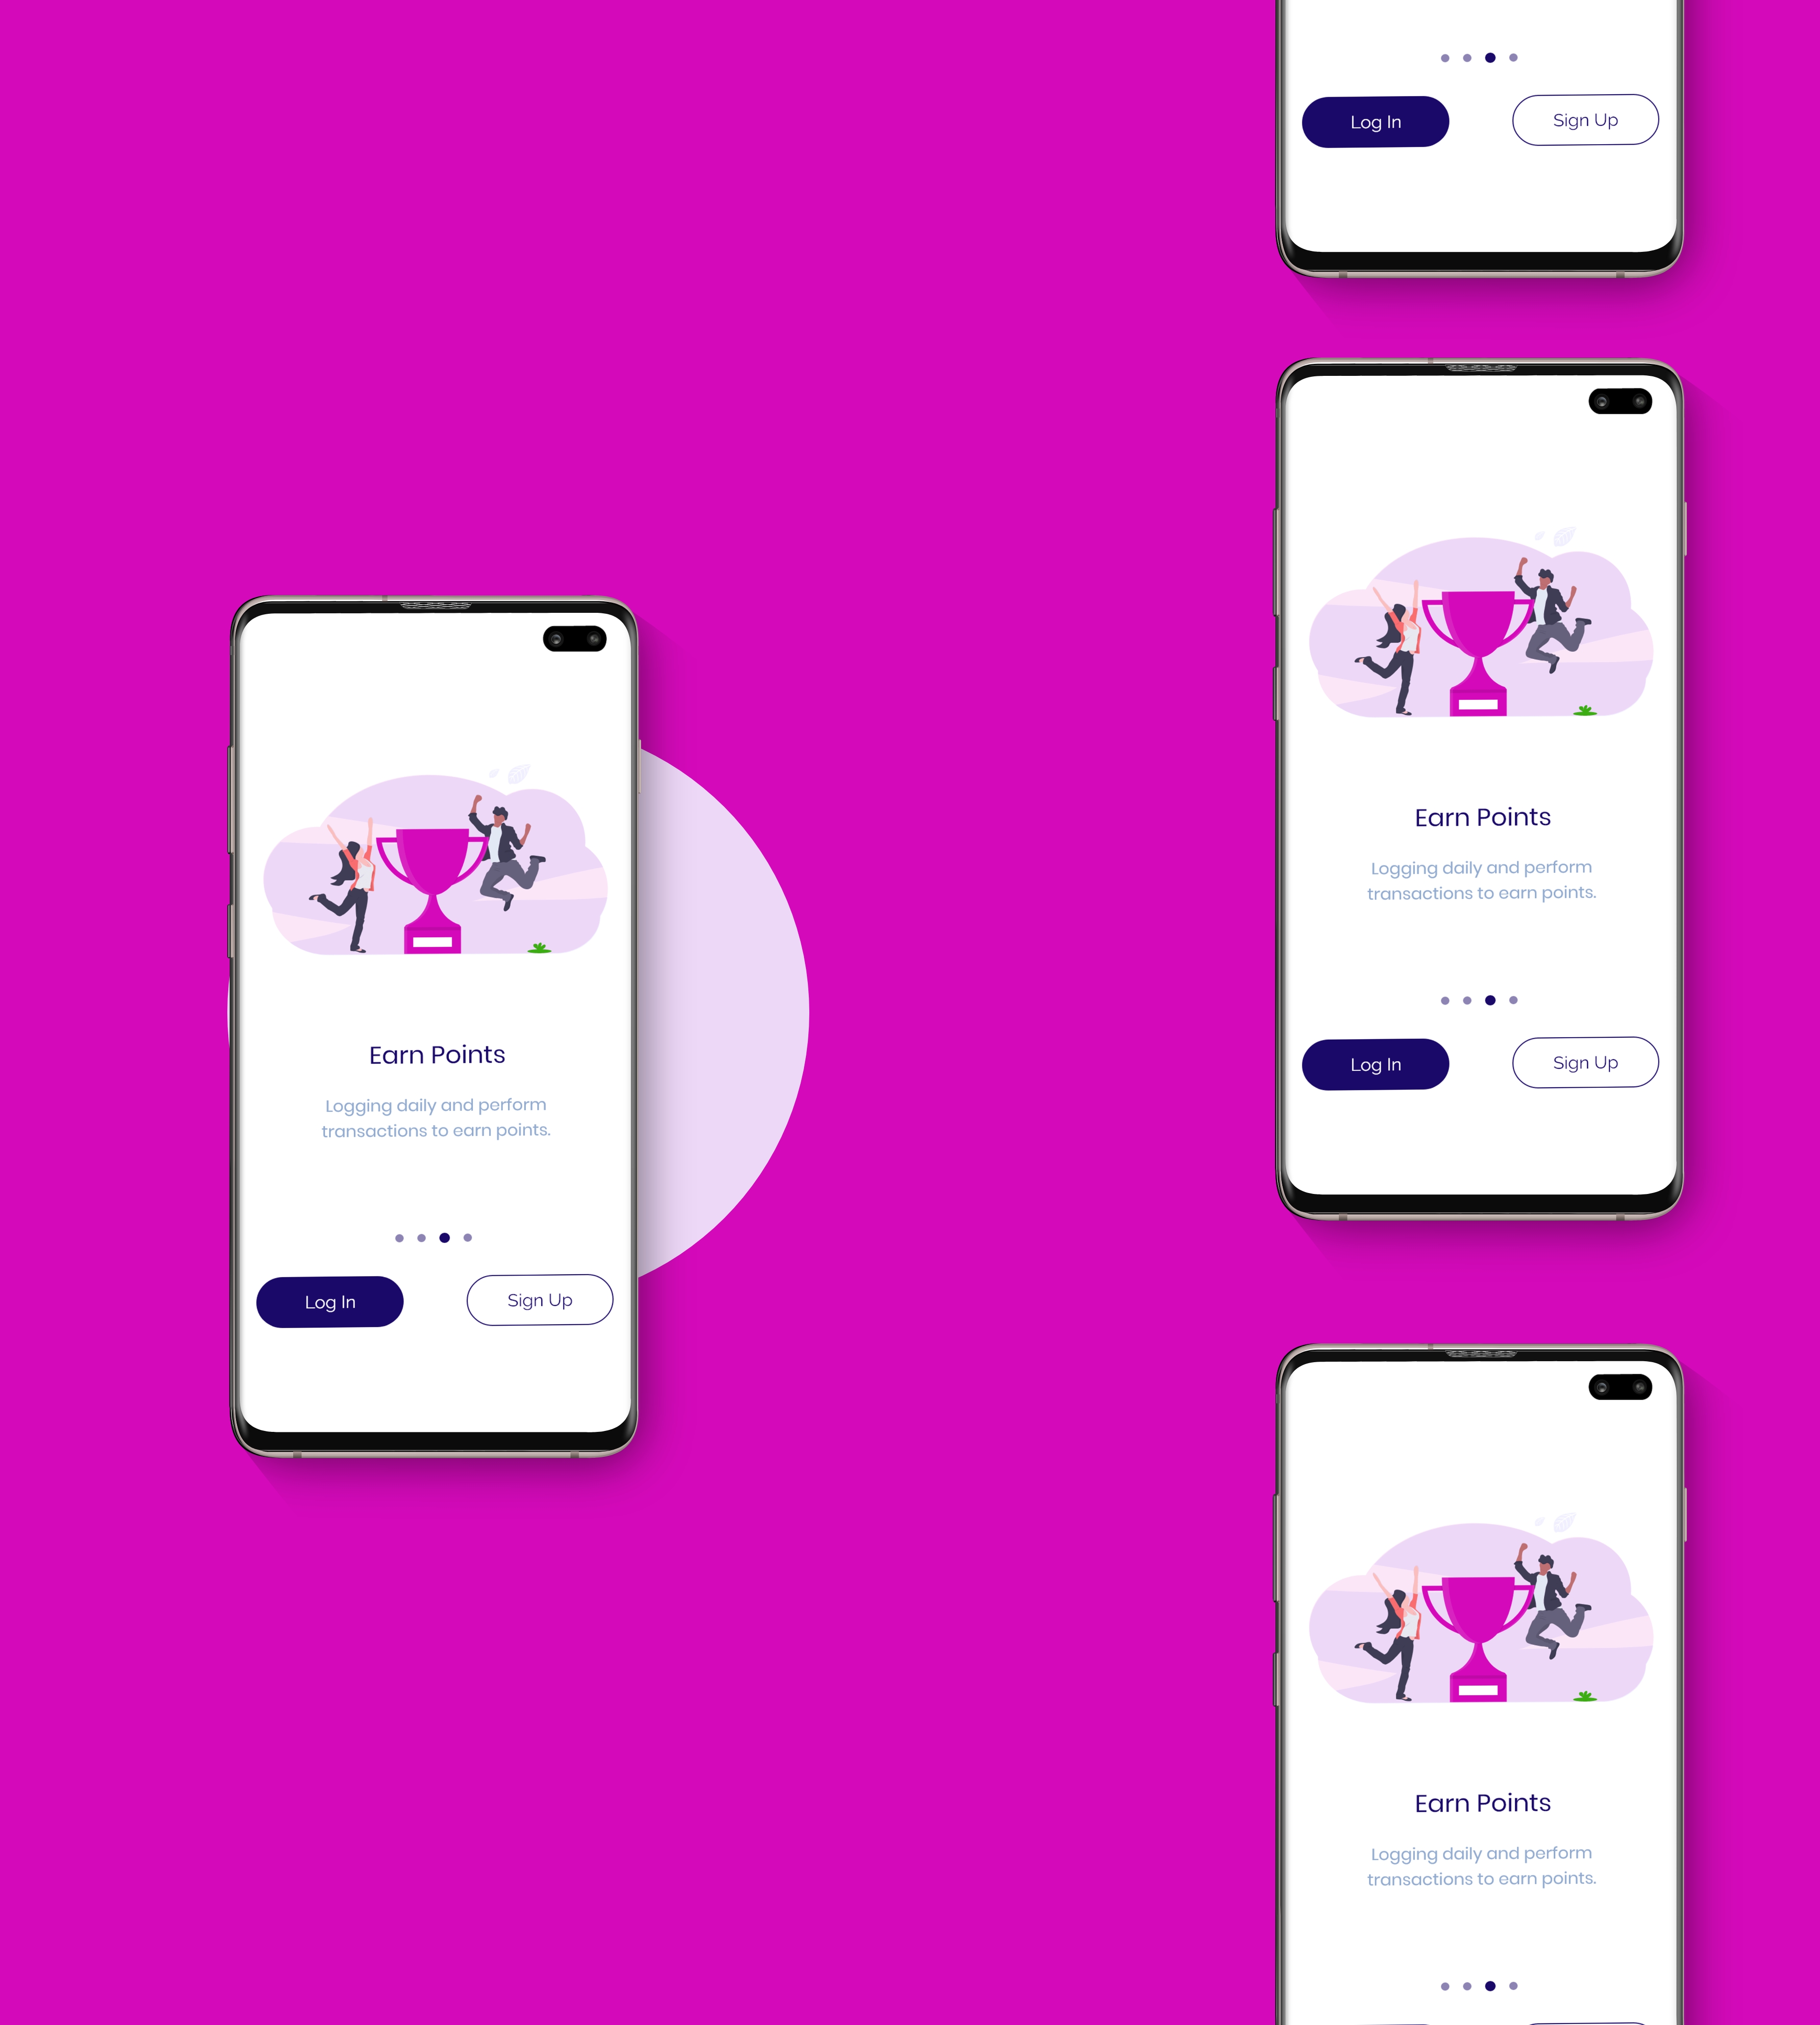 Earn Points
Logging daily and perform
transactions to earn points.
Log In
Sign Up
Log In
Sign Up
Earn Points
Logging daily and perform
transactions to earn points.
Log In
Sign Up
Earn Points
Logging daily and perform
transactions to earn points.